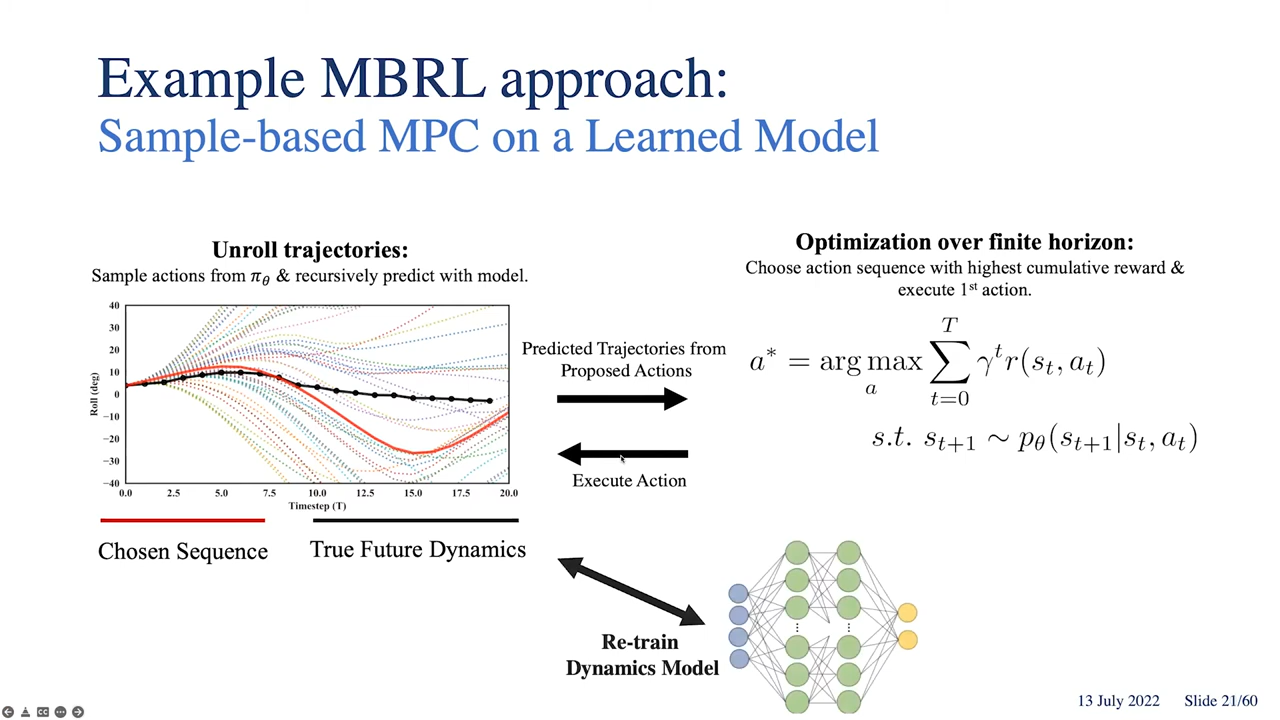 Example MBRL approach:
Sample-based MPC on a Learned Model
Unroll trajectories:
Sample actions from π_θ & recursively predict with model.
40
30
20
10
0
−10
−20
−30
−40
Roll (deg)
0.0 2.5 5.0 7.5 10.0 12.5 15.0 17.5 20.0
Timestep (T)
Chosen Sequence
True Future Dynamics
Predicted Trajectories from
Proposed Actions
Execute Action
Optimization over finite horizon:
Choose action sequence with highest cumulative reward &
execute 1st action.
a* = arg max_a ∑_{t=0}^{T} γ^t r(s_t, a_t)
s.t. s_{t+1} ∼ p_θ(s_{t+1}|s_t, a_t)
Re-train
Dynamics Model
13 July 2022 Slide 21/60
CC